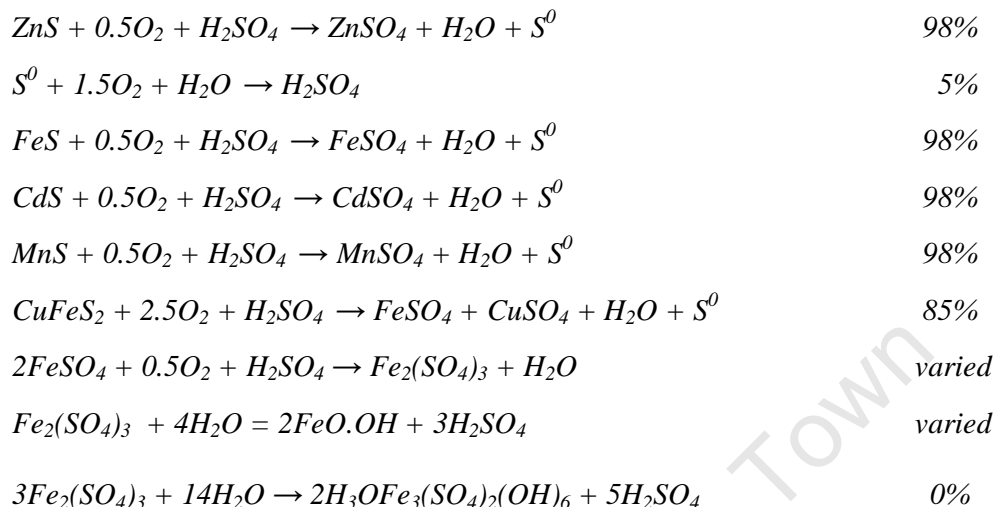 ZnS + 0.5O₂ + H₂SO₄ → ZnSO₄ + H₂O + S⁰ 98%
S⁰ + 1.5O₂ + H₂O → H₂SO₄ 5%
FeS + 0.5O₂ + H₂SO₄ → FeSO₄ + H₂O + S⁰ 98%
CdS + 0.5O₂ + H₂SO₄ → CdSO₄ + H₂O + S⁰ 98%
MnS + 0.5O₂ + H₂SO₄ → MnSO₄ + H₂O + S⁰ 98%
CuFeS₂ + 2.5O₂ + H₂SO₄ → FeSO₄ + CuSO₄ + H₂O + S⁰ 85%
2FeSO₄ + 0.5O₂ + H₂SO₄ → Fe₂(SO₄)₃ + H₂O varied
Fe₂(SO₄)₃ + 4H₂O = 2FeO.OH + 3H₂SO₄ varied
3Fe₂(SO₄)₃ + 14H₂O → 2H₃OFe₃(SO₄)₂(OH)₆ + 5H₂SO₄ 0%
Town